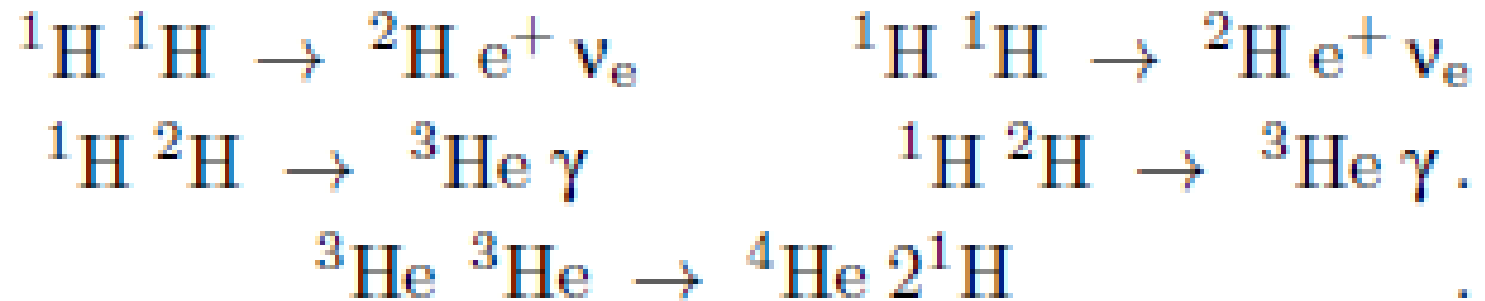 ¹H ¹H → ²H e⁺ νₑ ¹H ¹H → ²H e⁺ νₑ
¹H ²H → ³He γ ¹H ²H → ³He γ .
³He ³He → ⁴He 2¹H .